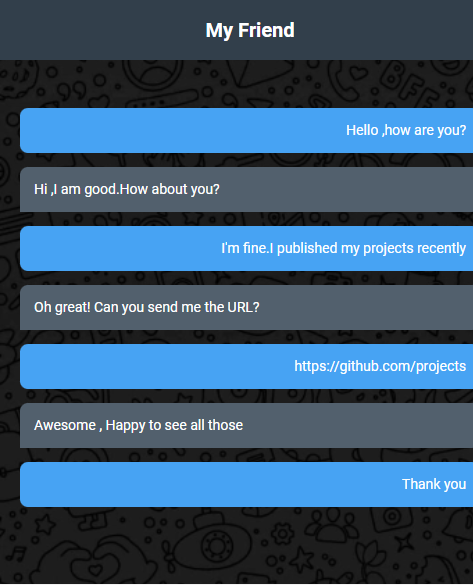 My Friend
Hello ,how are you?
Hi ,I am good.How about you?
I'm fine.I published my projects recently
Oh great! Can you send me the URL?
https://github.com/projects
Awesome , Happy to see all those
Thank you